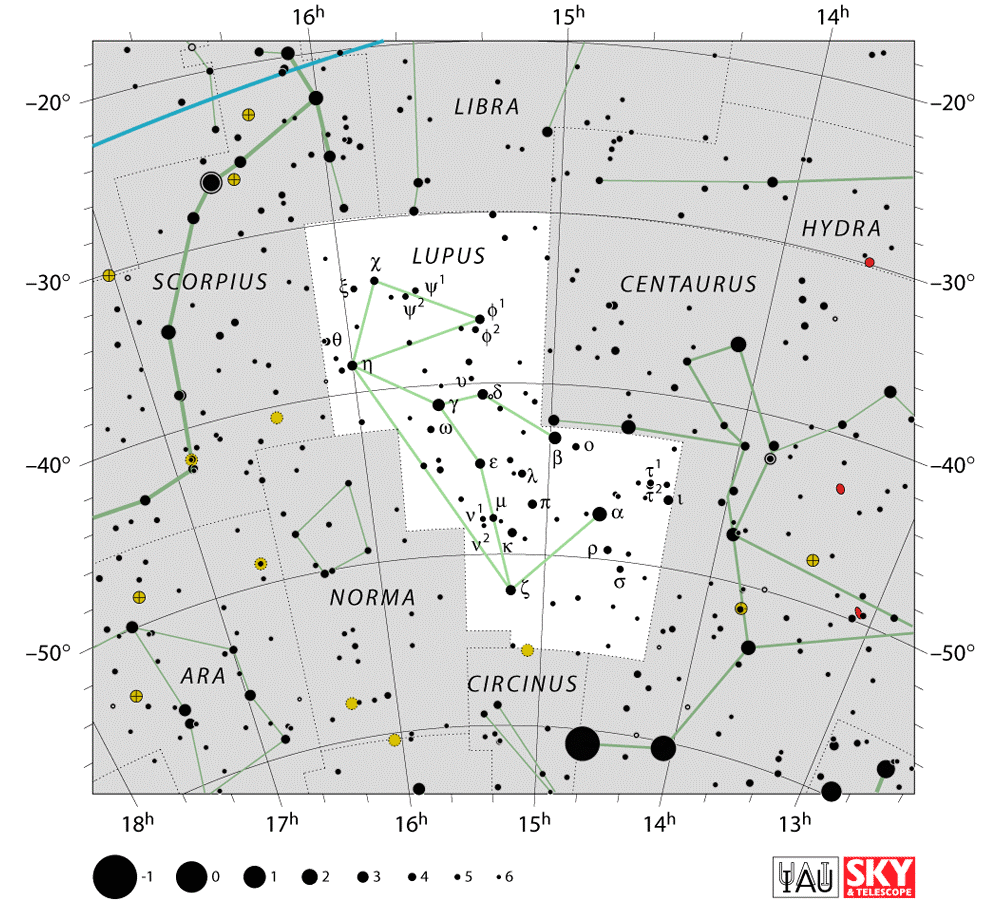 16h 15h 14h
−20° LIBRA −20°
HYDRA
−30° SCORPIUS LUPUS CENTAURUS −30°
χ
ξ ψ1
ψ2
ϕ1
θ ϕ2
η
υ δ
γ
ω
β ο
−40° ε τ1 −40°
λ τ2
μ π ι
ν1 α
ν2 κ
ρ
σ
ζ
NORMA
−50° −50°
ARA CIRCINUS
18h 17h 16h 15h 14h 13h
-1 0 1 2 3 4 5 6
IAU SKY
& TELESCOPE